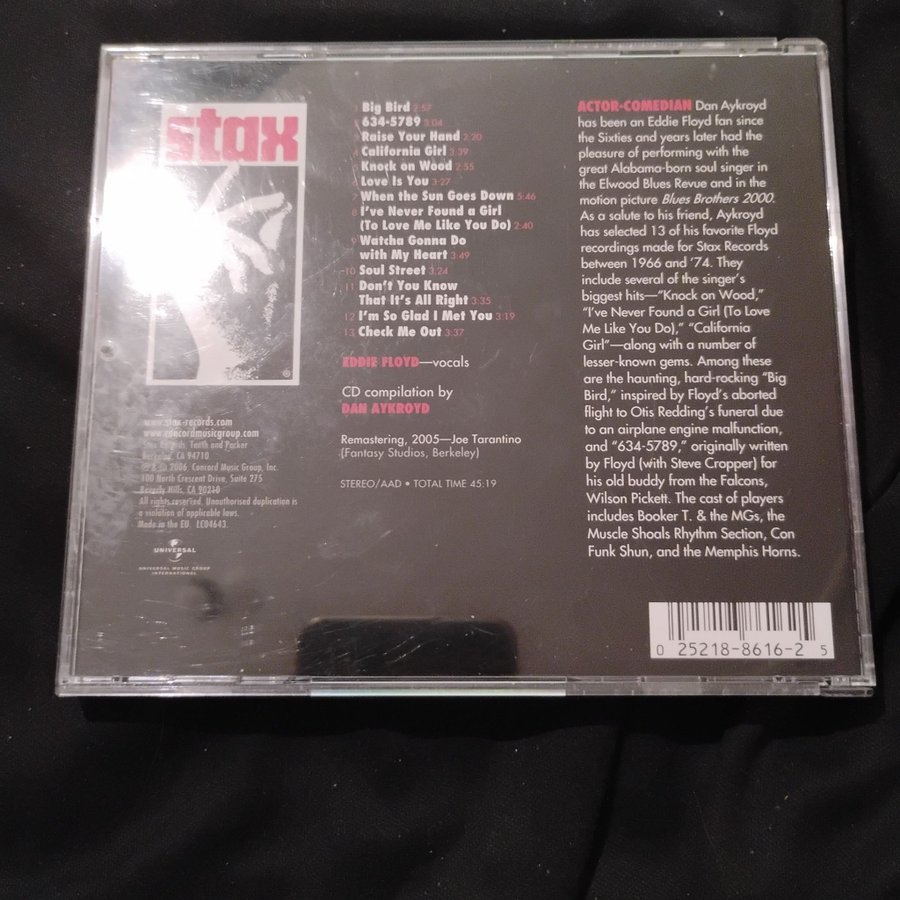 stax
®
www.stax-records.com
www.concordmusicgroup.com
Stax Records, Tenth and Parker
Berkeley, CA 94710
℗ & © 2006, Concord Music Group, Inc.
100 North Crescent Drive, Suite 275
Beverly Hills, CA 90210
All rights reserved. Unauthorised duplication is
a violation of applicable laws.
Made in the EU. LC04643.
UNIVERSAL
UNIVERSAL MUSIC GROUP
INTERNATIONAL
1 Big Bird 2:57
2 634-5789 3:04
3 Raise Your Hand 2:20
4 California Girl 3:39
5 Knock on Wood 2:55
6 Love Is You 3:27
7 When the Sun Goes Down 5:46
8 I've Never Found a Girl
(To Love Me Like You Do) 2:40
9 Watcha Gonna Do
with My Heart 3:49
10 Soul Street 3:24
11 Don't You Know
That It's All Right 3:35
12 I'm So Glad I Met You 3:19
13 Check Me Out 3:37
EDDIE FLOYD—vocals
CD compilation by
DAN AYKROYD
Remastering, 2005—Joe Tarantino
(Fantasy Studios, Berkeley)
STEREO/AAD • TOTAL TIME 45:19
ACTOR-COMEDIAN Dan Aykroyd
has been an Eddie Floyd fan since
the Sixties and years later had the
pleasure of performing with the
great Alabama-born soul singer in
the Elwood Blues Revue and in the
motion picture Blues Brothers 2000.
As a salute to his friend, Aykroyd
has selected 13 of his favorite Floyd
recordings made for Stax Records
between 1966 and '74. They
include several of the singer's
biggest hits—"Knock on Wood,"
"I've Never Found a Girl (To Love
Me Like You Do)," "California
Girl"—along with a number of
lesser-known gems. Among these
are the haunting, hard-rocking "Big
Bird," inspired by Floyd's aborted
flight to Otis Redding's funeral due
to an airplane engine malfunction,
and "634-5789," originally written
by Floyd (with Steve Cropper) for
his old buddy from the Falcons,
Wilson Pickett. The cast of players
includes Booker T. & the MGs, the
Muscle Shoals Rhythm Section, Con
Funk Shun, and the Memphis Horns.
0 25218-8616-2 5